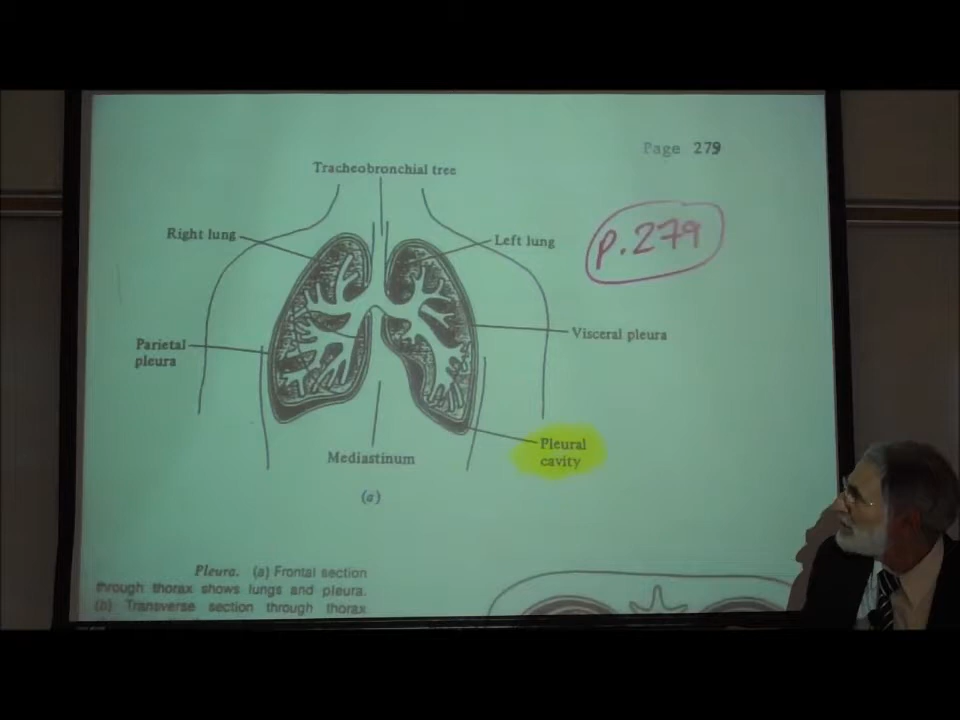 Page 279
Tracheobronchial tree
p.279
Right lung
Left lung
Visceral pleura
Parietal
pleura
Pleural
cavity
Mediastinum
(a)
Pleura. (a) Frontal section
through thorax shows lungs and pleura.
(b) Transverse section through thorax